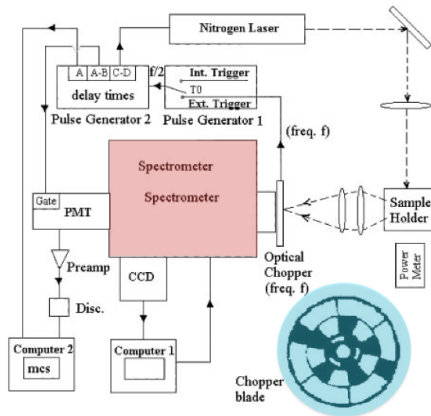 Nitrogen Laser
A A-B C-D
delay times
Pulse Generator 2
f/2
Int. Trigger
T0
Ext. Trigger
Pulse Generator 1
(freq. f)
Spectrometer
Spectrometer
Gate
PMT
Preamp
Disc.
CCD
Computer 2
mcs
Computer 1
Optical
Chopper
(freq. f)
Sample
Holder
Power
Meter
Chopper
blade